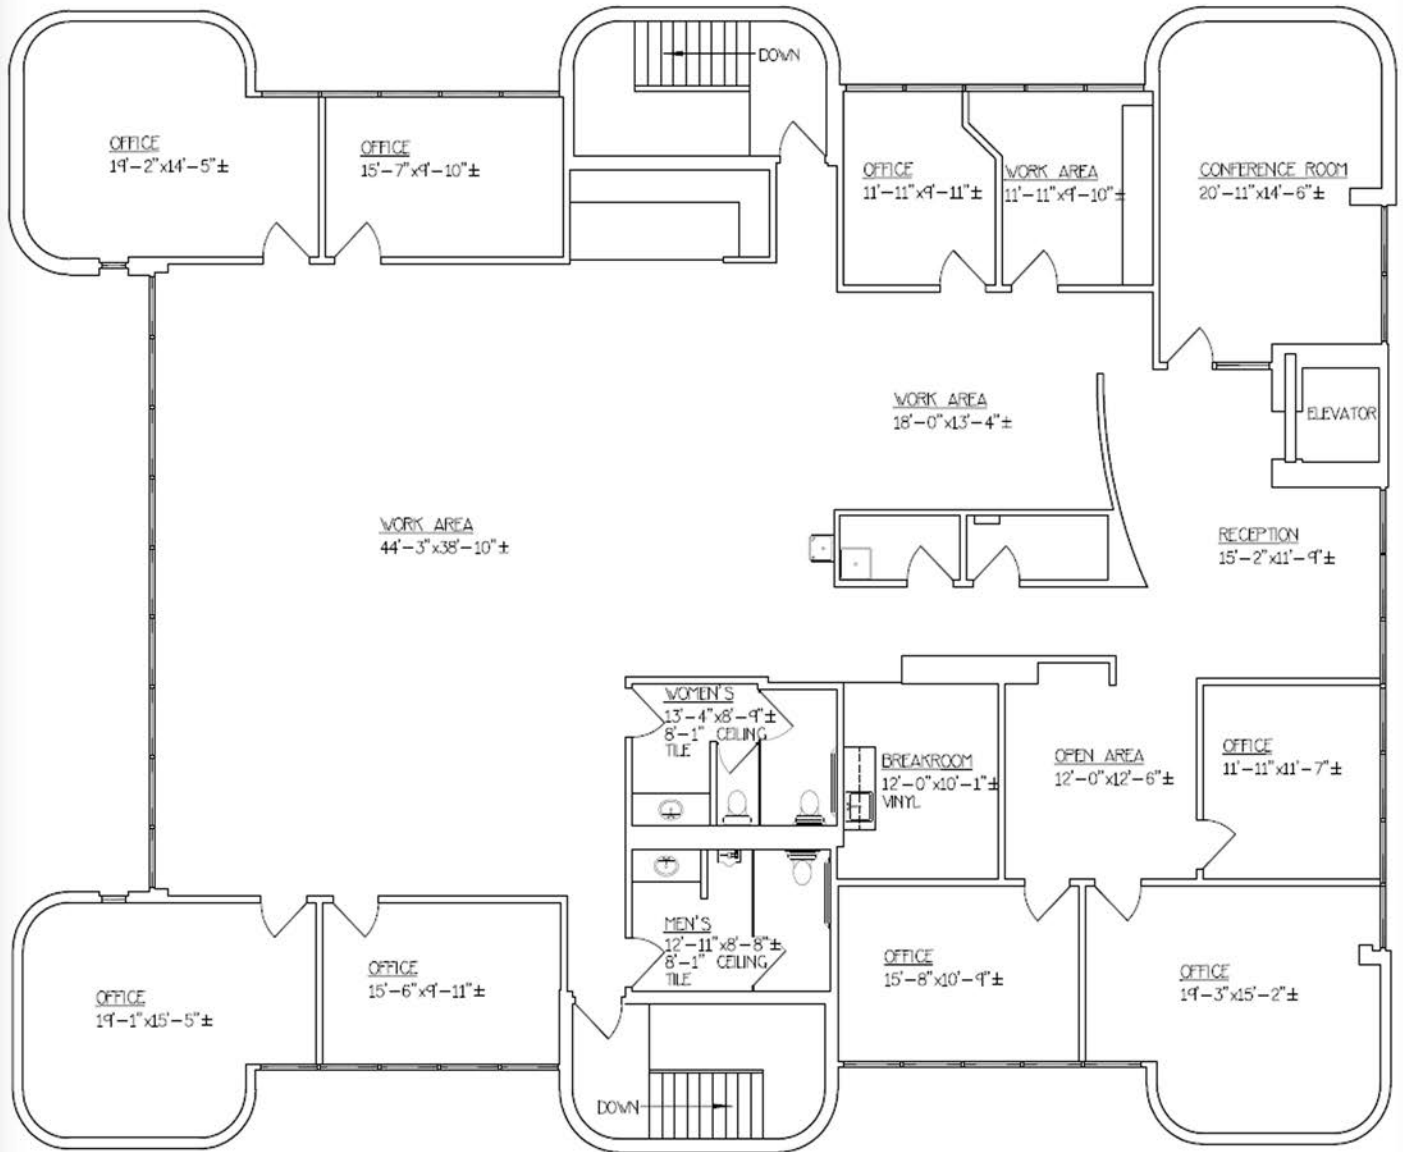 DOWN
OFFICE
19'-2"x14'-5"±
OFFICE
15'-7"x9'-10"±
OFFICE
11'-11"x9'-11"±
WORK AREA
11'-11"x9'-10"±
CONFERENCE ROOM
20'-11"x14'-6"±
WORK AREA
18'-0"x13'-4"±
ELEVATOR
WORK AREA
44'-3"x38'-10"±
RECEPTION
15'-2"x11'-9"±
WOMEN'S
13'-4"x8'-9"±
8'-1" CEILING
TILE
BREAKROOM
12'-0"x10'-1"±
VINYL
OPEN AREA
12'-0"x12'-6"±
OFFICE
11'-11"x11'-7"±
MEN'S
12'-11"x8'-8"±
8'-1" CEILING
TILE
OFFICE
19'-1"x15'-5"±
OFFICE
15'-6"x9'-11"±
OFFICE
15'-8"x10'-9"±
OFFICE
19'-3"x15'-2"±
DOWN